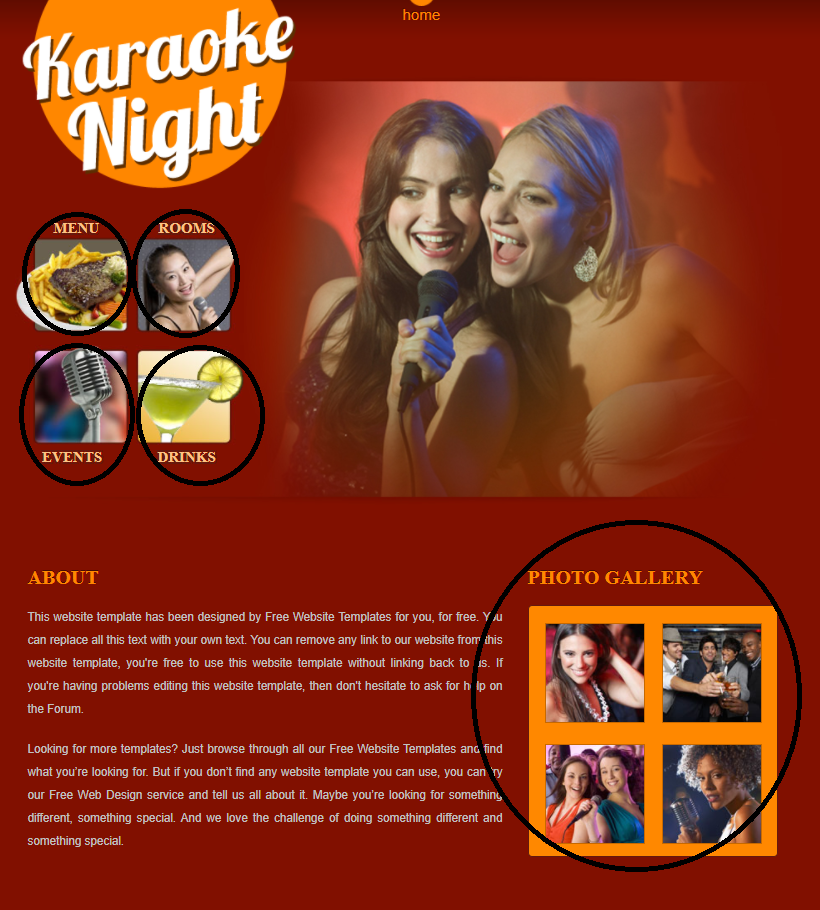 home
Karaoke
Night
MENU ROOMS
EVENTS DRINKS
ABOUT
This website template has been designed by Free Website Templates for you, for free. You
can replace all this text with your own text. You can remove any link to our website from this
website template, you're free to use this website template without linking back to us. If
you're having problems editing this website template, then don't hesitate to ask for help on
the Forum.
Looking for more templates? Just browse through all our Free Website Templates and find
what you're looking for. But if you don't find any website template you can use, you can try
our Free Web Design service and tell us all about it. Maybe you're looking for something
different, something special. And we love the challenge of doing something different and
something special.
PHOTO GALLERY